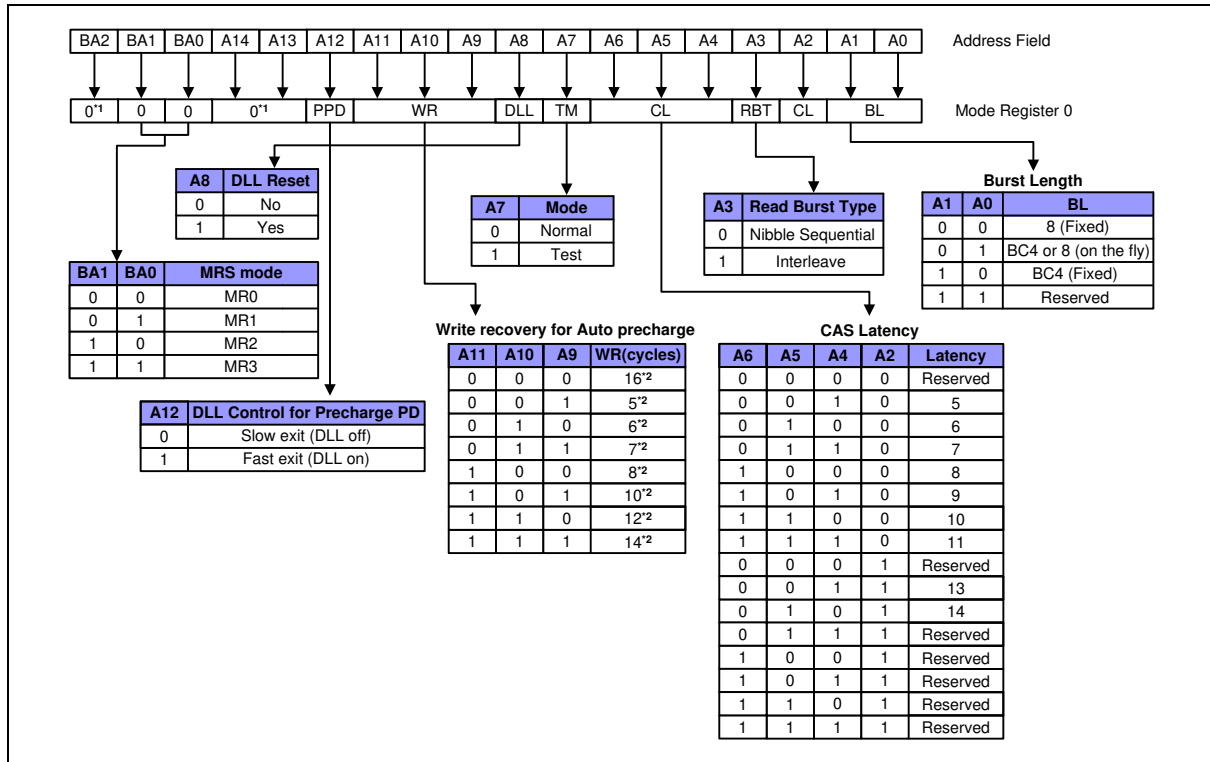 BA2 BA1 BA0 A14 A13 A12 A11 A10 A9 A8 A7 A6 A5 A4 A3 A2 A1 A0 Address Field
0*1 0 0 0*1 PPD WR DLL TM CL RBT CL BL Mode Register 0
A8 DLL Reset
0 No
1 Yes
A7 Mode
0 Normal
1 Test
A3 Read Burst Type
0 Nibble Sequential
1 Interleave
Burst Length
A1 A0 BL
0 0 8 (Fixed)
0 1 BC4 or 8 (on the fly)
1 0 BC4 (Fixed)
1 1 Reserved
BA1 BA0 MRS mode
0 0 MR0
0 1 MR1
1 0 MR2
1 1 MR3
A12 DLL Control for Precharge PD
0 Slow exit (DLL off)
1 Fast exit (DLL on)
Write recovery for Auto precharge
A11 A10 A9 WR(cycles)
0 0 0 16*2
0 0 1 5*2
0 1 0 6*2
0 1 1 7*2
1 0 0 8*2
1 0 1 10*2
1 1 0 12*2
1 1 1 14*2
CAS Latency
A6 A5 A4 A2 Latency
0 0 0 0 Reserved
0 0 1 0 5
0 1 0 0 6
0 1 1 0 7
1 0 0 0 8
1 0 1 0 9
1 1 0 0 10
1 1 1 0 11
0 0 0 1 Reserved
0 0 1 1 13
0 1 0 1 14
0 1 1 1 Reserved
1 0 0 1 Reserved
1 0 1 1 Reserved
1 1 0 1 Reserved
1 1 1 1 Reserved